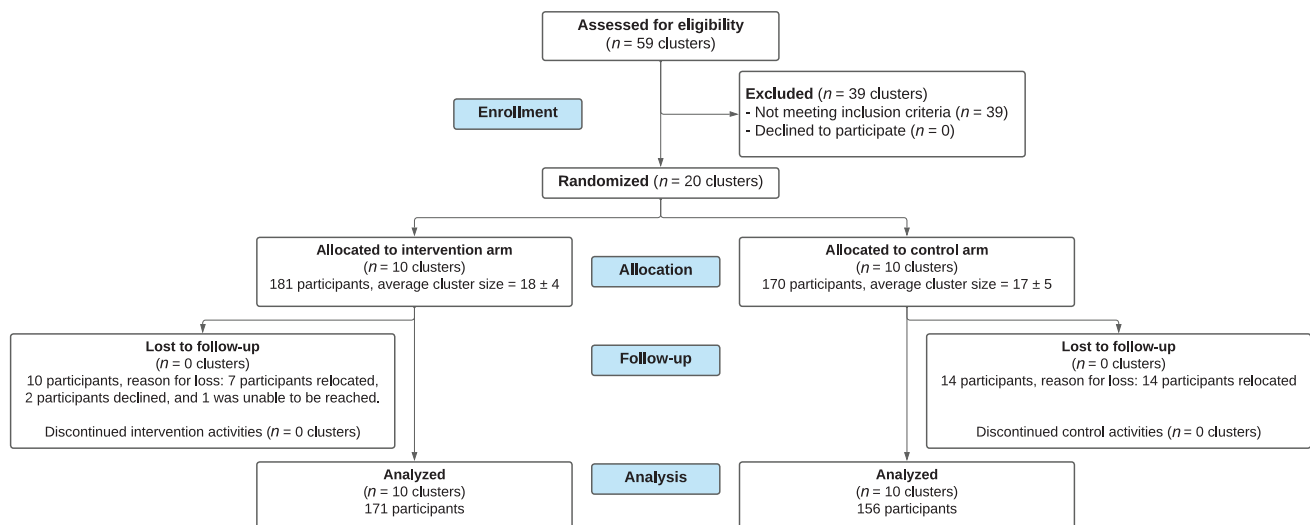 Assessed for eligibility
(n = 59 clusters)
Enrollment
Excluded (n = 39 clusters)
- Not meeting inclusion criteria (n = 39)
- Declined to participate (n = 0)
Randomized (n = 20 clusters)
Allocated to intervention arm
(n = 10 clusters)
181 participants, average cluster size = 18 ± 4
Allocation
Allocated to control arm
(n = 10 clusters)
170 participants, average cluster size = 17 ± 5
Lost to follow-up
(n = 0 clusters)
10 participants, reason for loss: 7 participants relocated,
2 participants declined, and 1 was unable to be reached.
Discontinued intervention activities (n = 0 clusters)
Follow-up
Lost to follow-up
(n = 0 clusters)
14 participants, reason for loss: 14 participants relocated
Discontinued control activities (n = 0 clusters)
Analyzed
(n = 10 clusters)
171 participants
Analysis
Analyzed
(n = 10 clusters)
156 participants